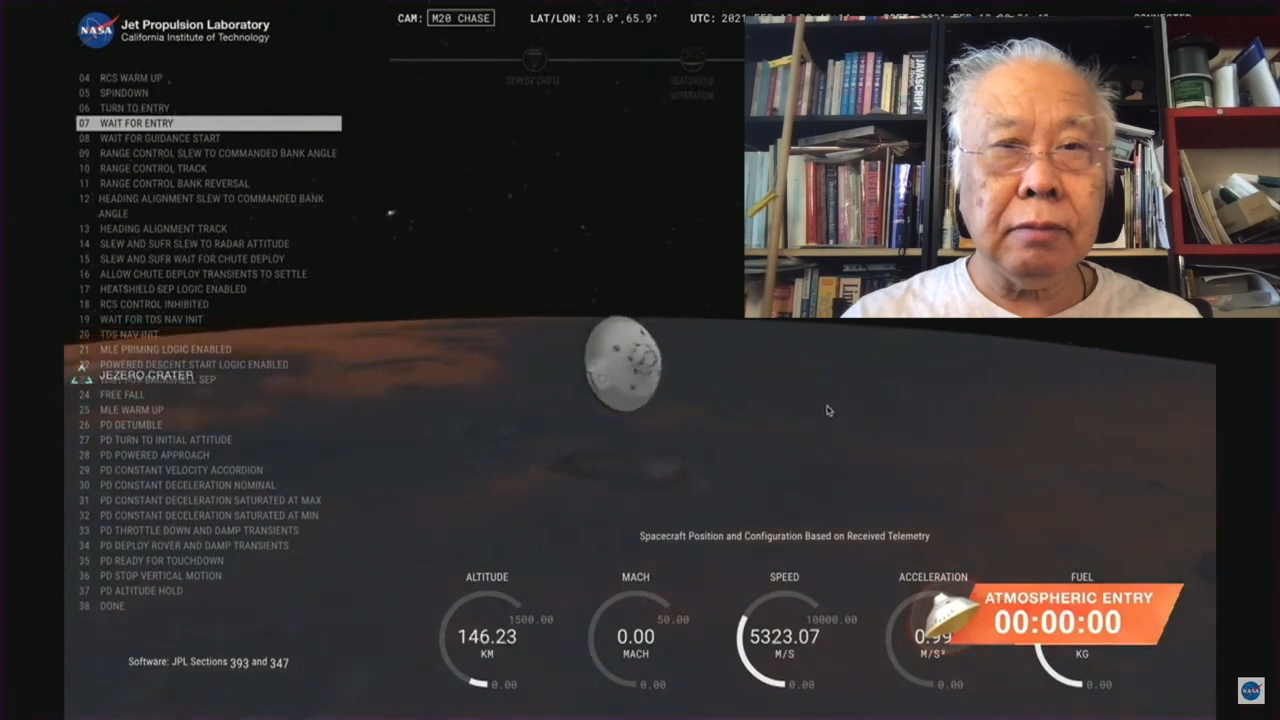 NASA
Jet Propulsion Laboratory
California Institute of Technology
CAM: M20 CHASE LAT/LON: 21.0°,65.9° UTC: 2021
DEPLOY CHUTE
HEATSHIELD
SEPARATION
JAVASCRIPT
04 RCS WARM UP
05 SPINDOWN
06 TURN TO ENTRY
07 WAIT FOR ENTRY
08 WAIT FOR GUIDANCE START
09 RANGE CONTROL SLEW TO COMMANDED BANK ANGLE
10 RANGE CONTROL TRACK
11 RANGE CONTROL BANK REVERSAL
12 HEADING ALIGNMENT SLEW TO COMMANDED BANK
ANGLE
13 HEADING ALIGNMENT TRACK
14 SLEW AND SUFR SLEW TO RADAR ATTITUDE
15 SLEW AND SUFR WAIT FOR CHUTE DEPLOY
16 ALLOW CHUTE DEPLOY TRANSIENTS TO SETTLE
17 HEATSHIELD SEP LOGIC ENABLED
18 RCS CONTROL INHIBITED
19 WAIT FOR TDS NAV INIT
20 TDS NAV INIT
21 MLE PRIMING LOGIC ENABLED
22 POWERED DESCENT START LOGIC ENABLED
JEZERO CRATER
SEP
24 FREE FALL
25 MLE WARM UP
26 PD DETUMBLE
27 PD TURN TO INITIAL ATTITUDE
28 PD POWERED APPROACH
29 PD CONSTANT VELOCITY ACCORDION
30 PD CONSTANT DECELERATION NOMINAL
31 PD CONSTANT DECELERATION SATURATED AT MAX
32 PD CONSTANT DECELERATION SATURATED AT MIN
33 PD THROTTLE DOWN AND DAMP TRANSIENTS
34 PD DEPLOY ROVER AND DAMP TRANSIENTS
35 PD READY FOR TOUCHDOWN
36 PD STOP VERTICAL MOTION
37 PD ALTITUDE HOLD
38 DONE
Software: JPL Sections 393 and 347
Spacecraft Position and Configuration Based on Received Telemetry
ALTITUDE MACH SPEED ACCELERATION FUEL
1500.00 50.00 10000.00
146.23 0.00 5323.07 0.99
KM MACH M/S M/S² KG
0.00 0.00 0.00 0.00 0.00
ATMOSPHERIC ENTRY
00:00:00
NASA